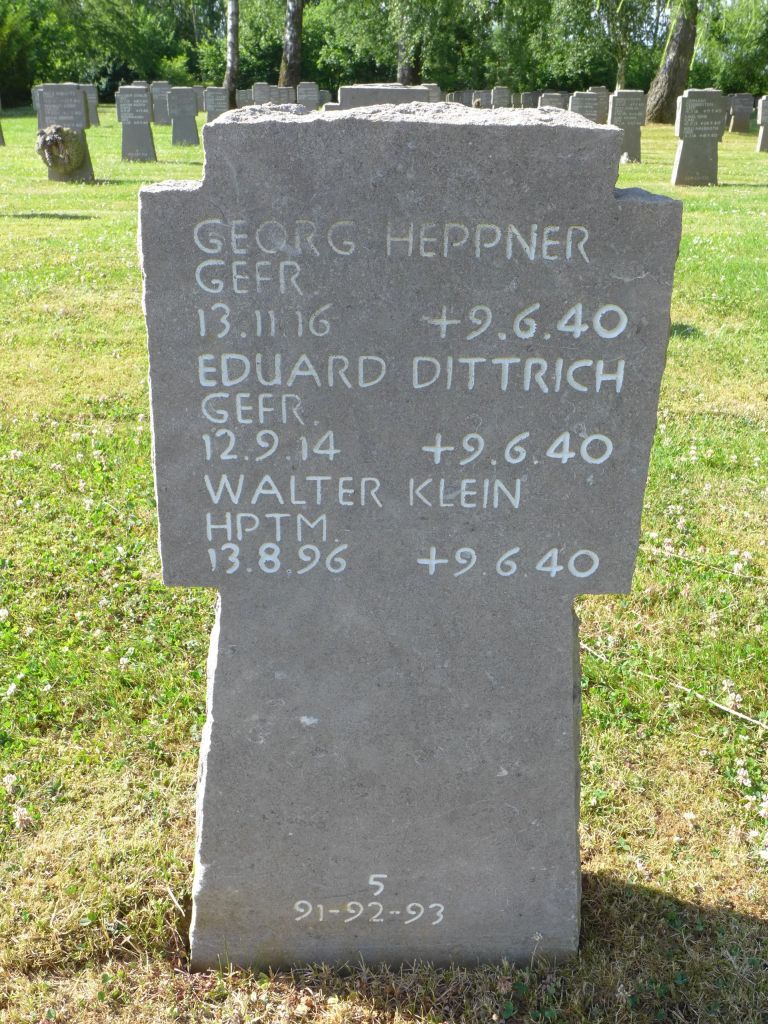 GEORG HEPPNER
GEFR.
13.11.16 +9.6.40
EDUARD DITTRICH
GEFR.
12.9.14 +9.6.40
WALTER KLEIN
HPTM.
13.8.96 +9.6.40
5
91-92-93